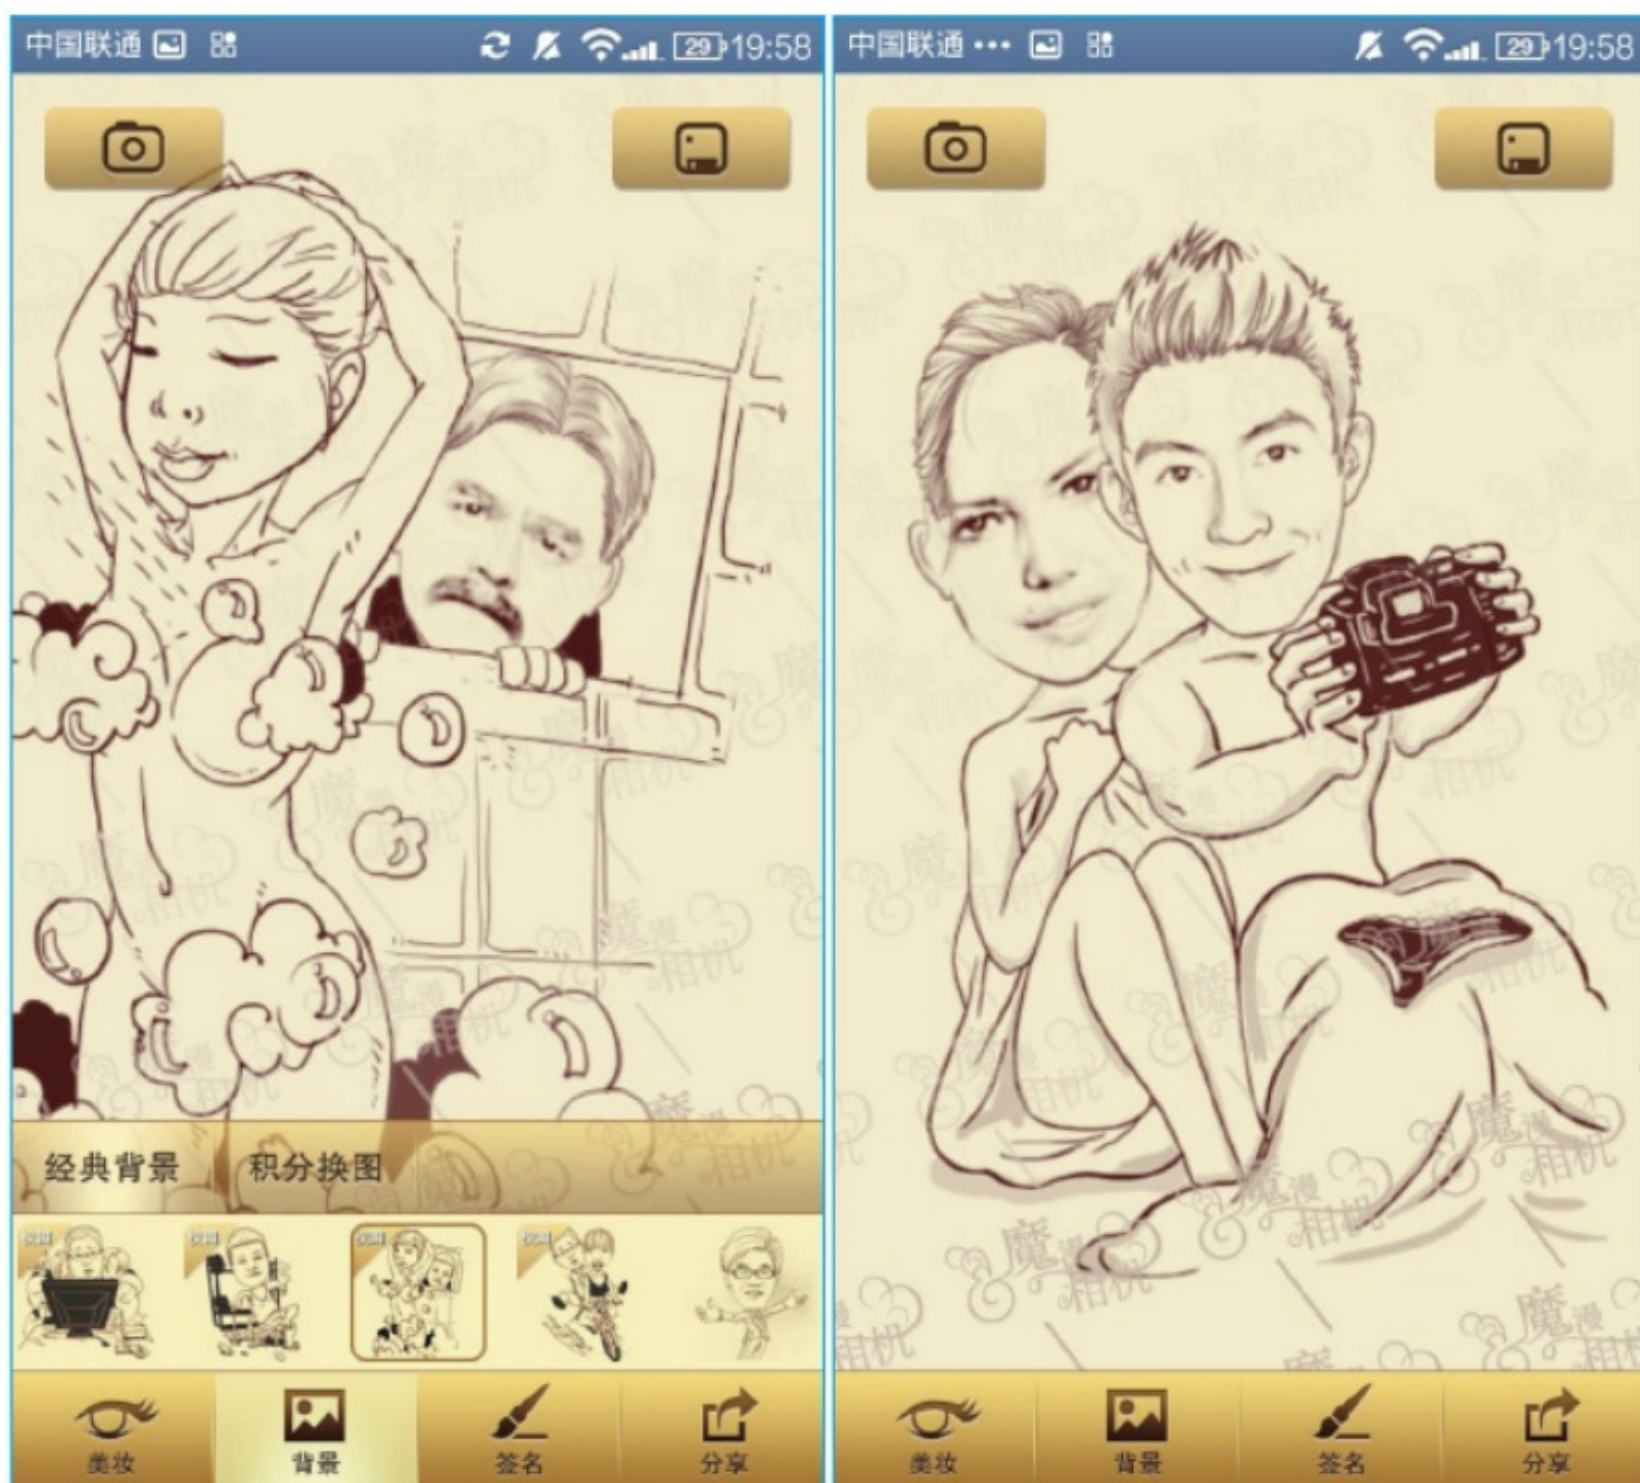 中国联通 29 19:58
中国联通 ••• 29 19:58
魔漫相机
经典背景 积分换图
美妆 背景 签名 分享
美妆 背景 签名 分享